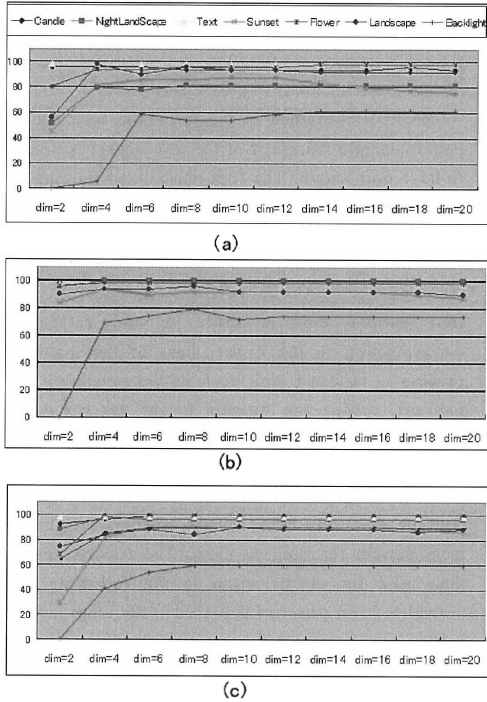 Candle NightLandScape Text Sunset Flower Landscape Backlight
100
80
60
40
20
0
dim=2 dim=4 dim=6 dim=8 dim=10 dim=12 dim=14 dim=16 dim=18 dim=20
(a)
100
80
60
40
20
0
dim=2 dim=4 dim=6 dim=8 dim=10 dim=12 dim=14 dim=16 dim=18 dim=20
(b)
100
80
60
40
20
0
dim=2 dim=4 dim=6 dim=8 dim=10 dim=12 dim=14 dim=16 dim=18 dim=20
(c)